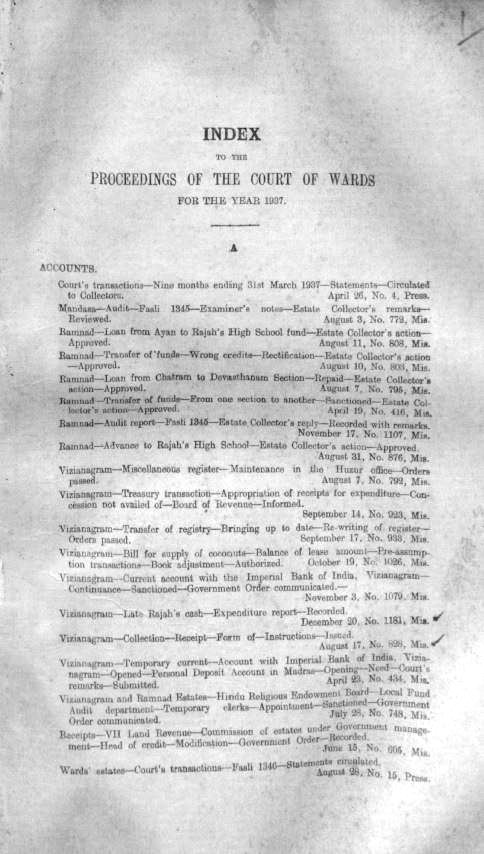 INDEX
TO THE
PROCEEDINGS OF THE COURT OF WARDS
FOR THE YEAR 1937.
A
ACCOUNTS.
Court's transactions—Nine months ending 31st March 1937—Statements—Circulated
to Collectors. April 26, No. 4, Press.
Mandasa—Audit—Fasli 1345—Examiner's notes—Estate Collector's remarks—
Reviewed. August 3, No. 779, Mis.
Ramnad—Loan from Ayan to Rajah's High School fund—Estate Collector's action—
Approved. August 11, No. 808, Mis.
Ramnad—Transfer of funds—Wrong credits—Rectification—Estate Collector's action
—Approved. August 10, No. 803, Mis.
Ramnad—Loan from Chatram to Devasthanam Section—Repaid—Estate Collector's
action—Approved. August 7, No. 795, Mis.
Ramnad—Transfer of funds—From one section to another—Sanctioned—Estate Col-
lector's action—Approved. April 19, No. 416, Mis.
Ramnad—Audit report—Fasli 1345—Estate Collector's reply—Recorded with remarks.
November 17, No. 1107, Mis.
Ramnad—Advance to Rajah's High School—Estate Collector's action—Approved.
August 31, No. 876, Mis.
Vizianagram—Miscellaneous register—Maintenance in the Huzur office—Orders
passed. August 7, No. 792, Mis.
Vizianagram—Treasury transaction—Appropriation of receipts for expenditure—Con-
cession not availed of—Board of Revenue—Informed.
September 14, No. 923, Mis.
Vizianagram—Transfer of registry—Bringing up to date—Re-writing of register—
Orders passed. September 17, No. 933, Mis.
Vizianagram—Bill for supply of coconuts—Balance of lease amount—Pre-assump-
tion transactions—Book adjustment—Authorized. October 19, No. 1026, Mis.
Vizianagram—Current account with the Imperial Bank of India, Vizianagram—
Continuance—Sanctioned—Government Order communicated.—
November 3, No. 1079, Mis.
Vizianagram—Late Rajah's cash—Expenditure report—Recorded.
December 20, No. 1181, Mis.
Vizianagram—Collection—Receipt—Form of—Instructions—Issued.
August 17, No. 828, Mis.
Vizianagram—Temporary current—Account with Imperial Bank of India, Vizia-
nagram—Opened—Personal Deposit Account in Madras—Opening—Need—Court's
remarks—Submitted. April 23, No. 434, Mis.
Vizianagram and Ramnad Estates—Hindu Religious Endowment Board—Local Fund
Audit department—Temporary clerks—Appointment—Sanctioned—Government
Order communicated. July 28, No. 748, Mis.
Receipts—VII Land Revenue—Commission of estates under Government manage-
ment—Head of credit—Modification—Government Order—Recorded.
June 15, No. 605, Mis.
Wards' estates—Court's transactions—Fasli 1346—Statements circulated.
August 28, No. 15, Press.